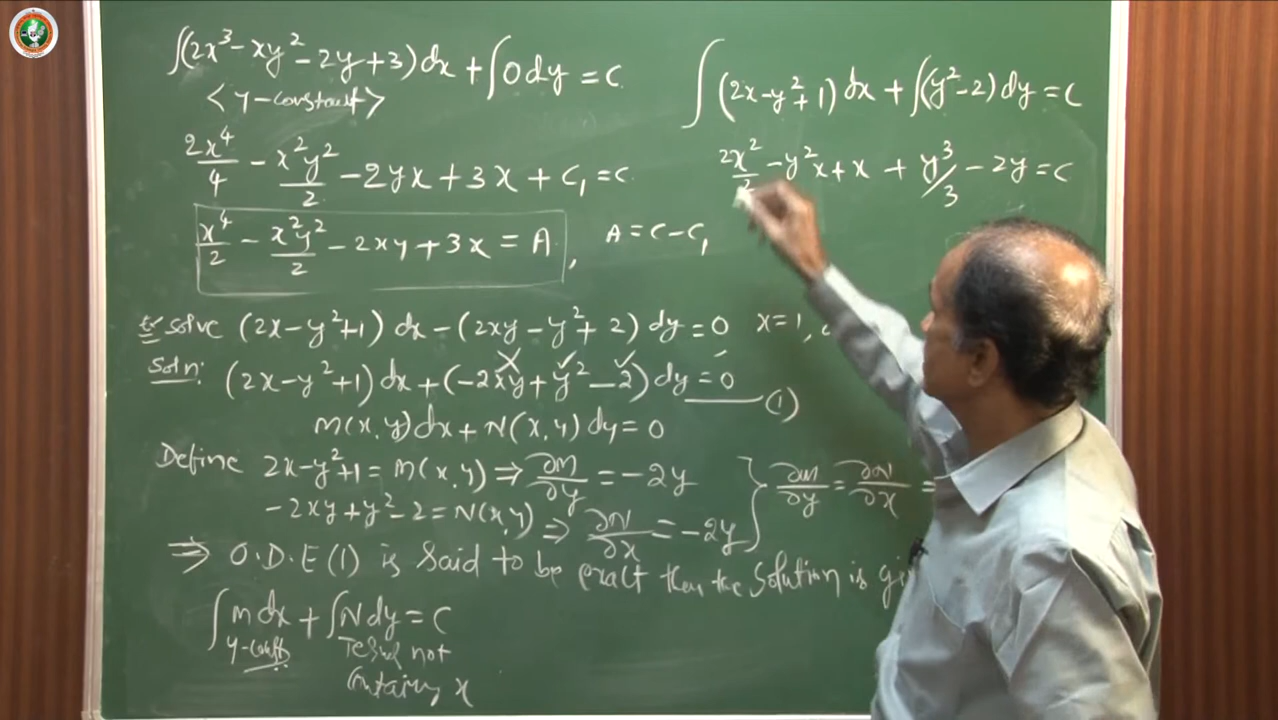 ∫(2x³ - xy² - 2y + 3) dx + ∫0 dy = C
< y-constant >
2x⁴/4 - x²y²/2 - 2yx + 3x + C₁ = C
x⁴/2 - x²y²/2 - 2xy + 3x = A , A = C - C₁
Ex solve (2x - y² + 1) dx - (2xy - y² + 2) dy = 0 x = 1,
Soln: (2x - y² + 1) dx + (-2xy + y² - 2) dy = 0 (1)
M(x,y) dx + N(x,y) dy = 0
Define 2x - y² + 1 = M(x,y) ⇒ ∂M/∂y = -2y
-2xy + y² - 2 = N(x,y) ⇒ ∂N/∂x = -2y } ∂M/∂y = ∂N/∂x =
⇒ O.D.E (1) is said to be exact then the solution is
∫ M dx + ∫ N dy = C
y-const Terms not
containing x
∫(2x - y² + 1) dx + ∫(y² - 2) dy = C
2x²/2 - y²x + x + y³/3 - 2y = C